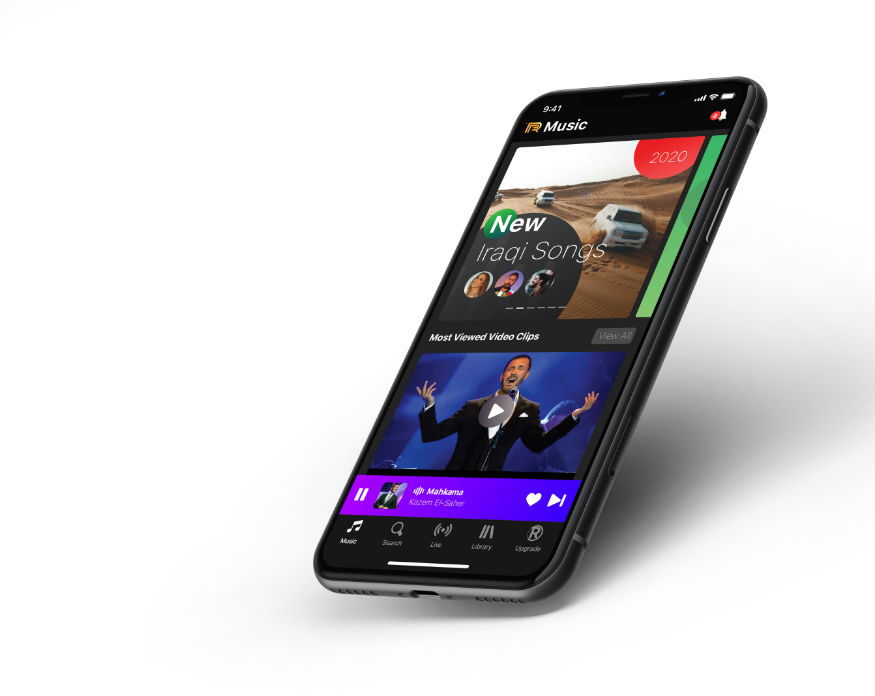 9:41
Music
4
2020
New
Iraqi Songs
Most Viewed Video Clips
View All
Mahkama
Kazem El-Saher
Music
Search
Live
Library
Upgrade